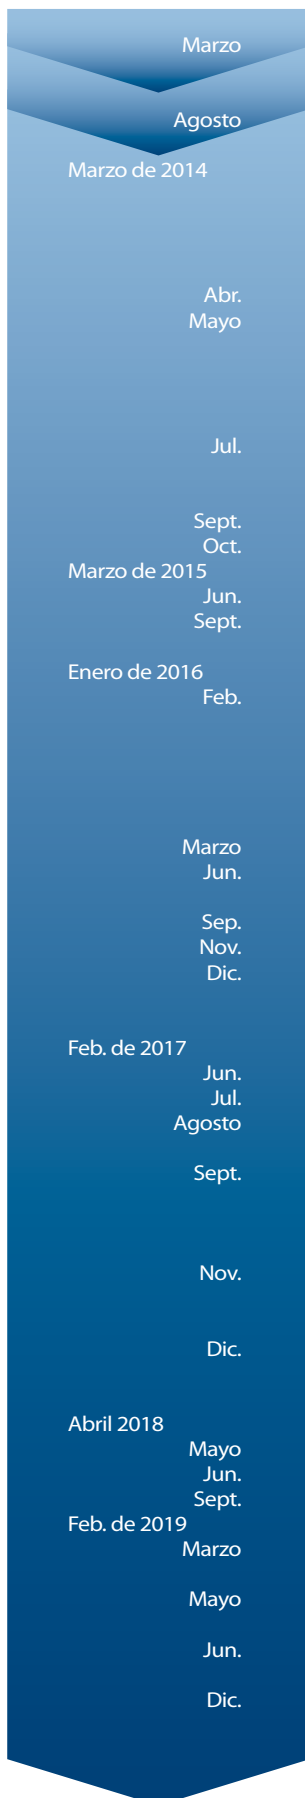 Marzo
Agosto
Marzo de 2014
Abr.
Mayo
Jul.
Sept.
Oct.
Marzo de 2015
Jun.
Sept.
Enero de 2016
Feb.
Marzo
Jun.
Sep.
Nov.
Dic.
Feb. de 2017
Jun.
Jul.
Agosto
Sept.
Nov.
Dic.
Abril 2018
Mayo
Jun.
Sept.
Feb. de 2019
Marzo
Mayo
Jun.
Dic.